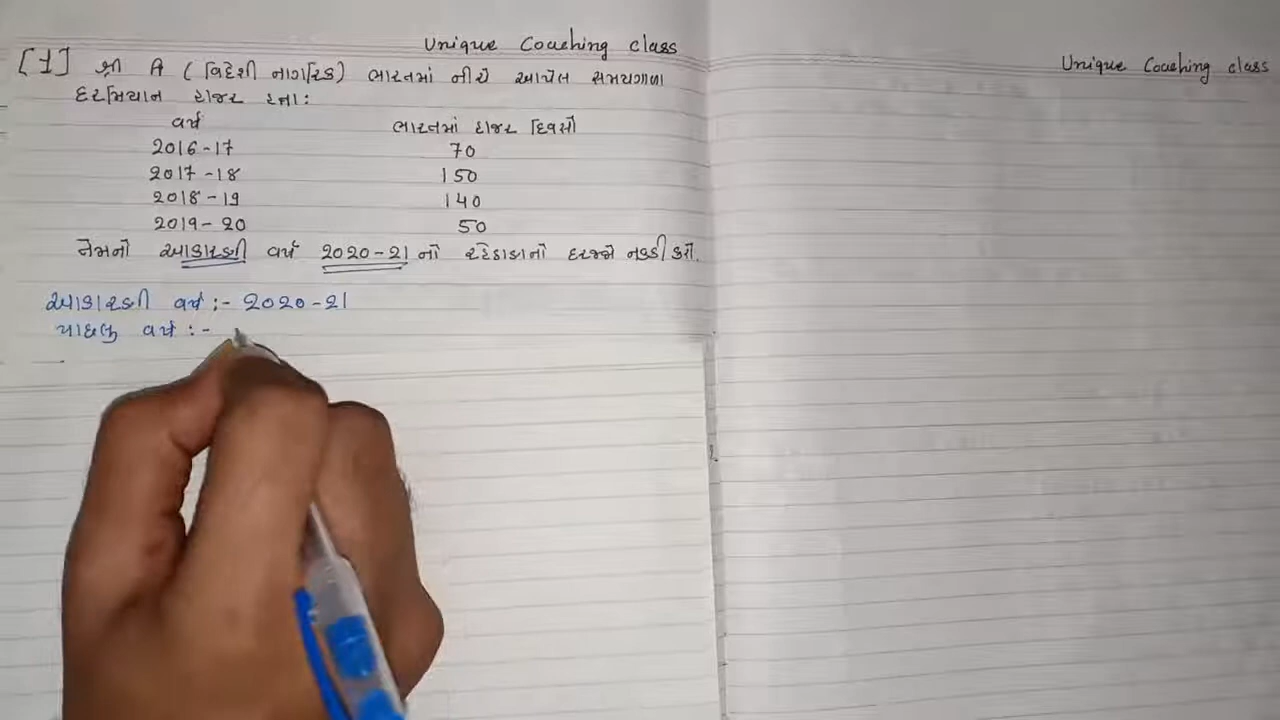 Unique Coaching class
[1] શ્રી A (વિદેશી નાગરિક) ભારતમાં નીચે આપેલ સમયગાળા
દરમિયાન હાજર રહ્યા:
વર્ષ ભારતમાં હાજર દિવસો
2016-17 70
2017-18 150
2018-19 140
2019-20 50
તેમનો આકારણી વર્ષ 2020-21 નો રહેઠાણનો દરજ્જો નક્કી કરો.
આકારણી વર્ષ :- 2020-21
પાછલુ વર્ષ :-
Unique Coaching class